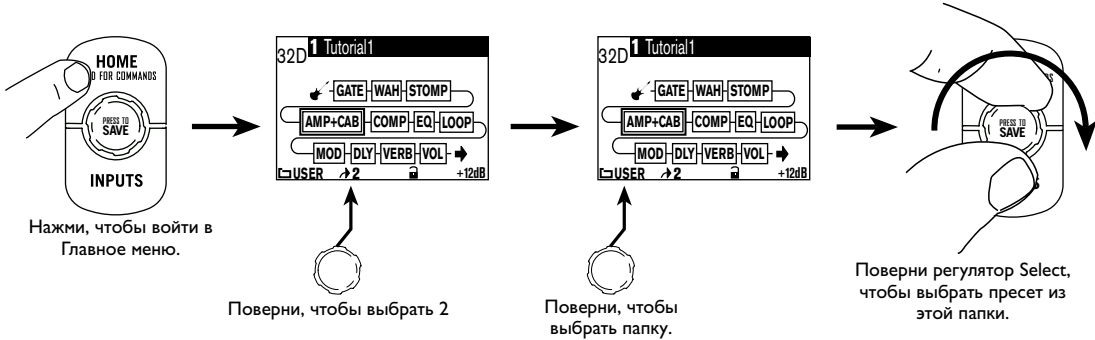 HOME
D FOR COMMANDS
PRESS TO
SAVE
INPUTS
Нажми, чтобы войти в
Главное меню.
32D 1 Tutorial1
GATE WAH STOMP
AMP+CAB COMP EQ LOOP
MOD DLY VERB VOL
USER 2 +12dB
Поверни, чтобы выбрать 2
32D 1 Tutorial1
GATE WAH STOMP
AMP+CAB COMP EQ LOOP
MOD DLY VERB VOL
USER 2 +12dB
Поверни, чтобы
выбрать папку.
PRESS TO
SAVE
Поверни регулятор Select,
чтобы выбрать пресет из
этой папки.